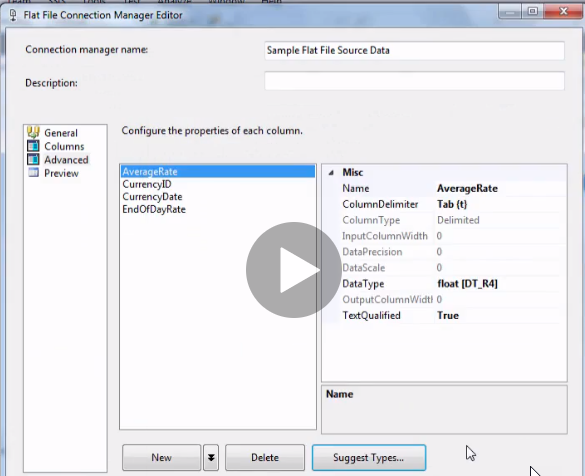 Flat File Connection Manager Editor
Connection manager name:
Sample Flat File Source Data
Description:
General
Columns
Advanced
Preview
Configure the properties of each column.
AverageRate
CurrencyID
CurrencyDate
EndOfDayRate
Misc
Name AverageRate
ColumnDelimiter Tab {t}
ColumnType Delimited
InputColumnWidth 0
DataPrecision 0
DataScale 0
DataType float [DT_R4]
OutputColumnWidtl 0
TextQualified True
Name
New
Delete
Suggest Types...